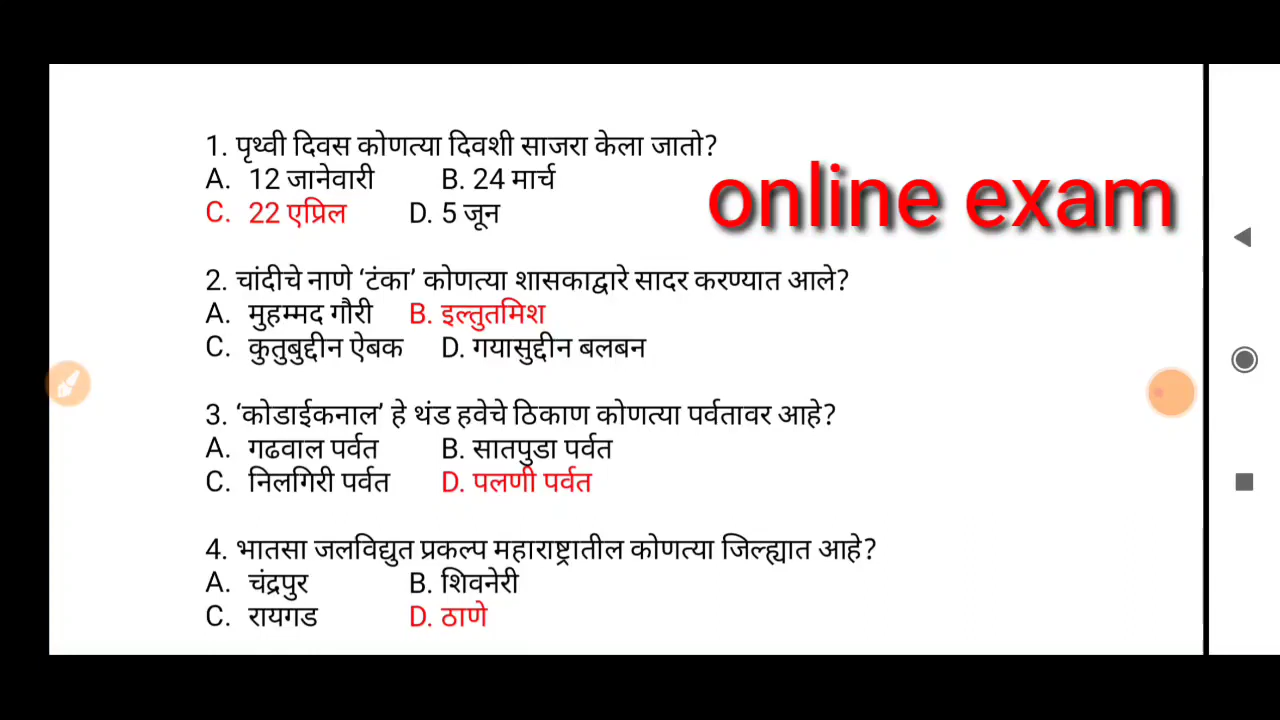 1. पृथ्वी दिवस कोणत्या दिवशी साजरा केला जातो?
A. 12 जानेवारी B. 24 मार्च
C. 22 एप्रिल D. 5 जून
online exam
2. चांदीचे नाणे ‘टंका’ कोणत्या शासकाद्वारे सादर करण्यात आले?
A. मुहम्मद गौरी B. इल्तुतमिश
C. कुतुबुद्दीन ऐबक D. गयासुद्दीन बलबन
3. ‘कोडाईकनाल’ हे थंड हवेचे ठिकाण कोणत्या पर्वतावर आहे?
A. गढवाल पर्वत B. सातपुडा पर्वत
C. निलगिरी पर्वत D. पलणी पर्वत
4. भातसा जलविद्युत प्रकल्प महाराष्ट्रातील कोणत्या जिल्ह्यात आहे?
A. चंद्रपुर B. शिवनेरी
C. रायगड D. ठाणे